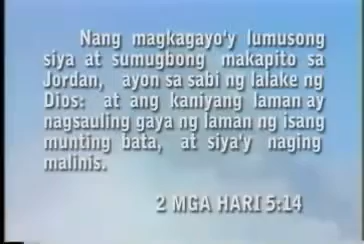 Nang magkagayo'y lumusong
siya at sumugbong makapito sa
Jordan, ayon sa sabi ng lalake ng
Dios: at ang kaniyang laman ay
nagsauling gaya ng laman ng isang
munting bata, at siya'y naging
malinis.
2 MGA HARI 5:14